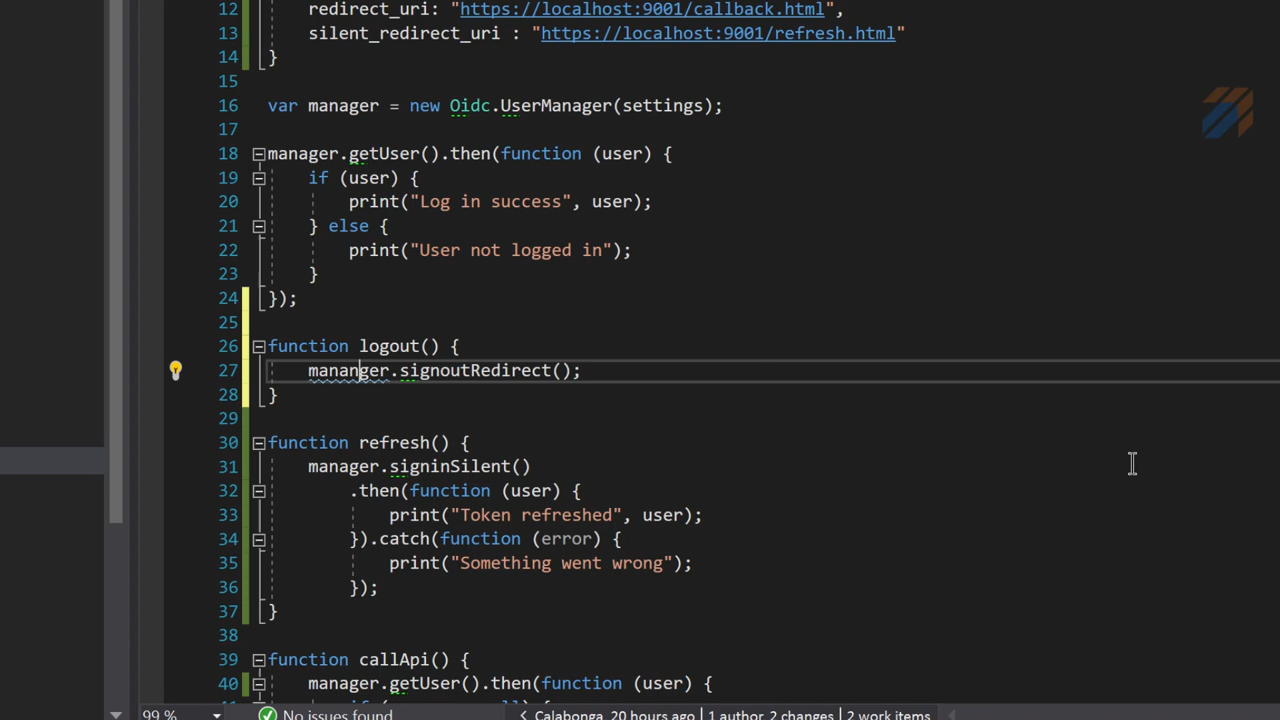 12 redirect_uri: "https://localhost:9001/callback.html",
13 silent_redirect_uri : "https://localhost:9001/refresh.html"
14 }
15
16 var manager = new Oidc.UserManager(settings);
17
18 manager.getUser().then(function (user) {
19 if (user) {
20 print("Log in success", user);
21 } else {
22 print("User not logged in");
23 }
24 });
25
26 function logout() {
27 mananger.signoutRedirect();
28 }
29
30 function refresh() {
31 manager.signinSilent()
32 .then(function (user) {
33 print("Token refreshed", user);
34 }).catch(function (error) {
35 print("Something went wrong");
36 });
37 }
38
39 function callApi() {
40 manager.getUser().then(function (user) {
99 % No issues found Calabonga, 20 hours ago | 1 author, 2 changes | 2 work items